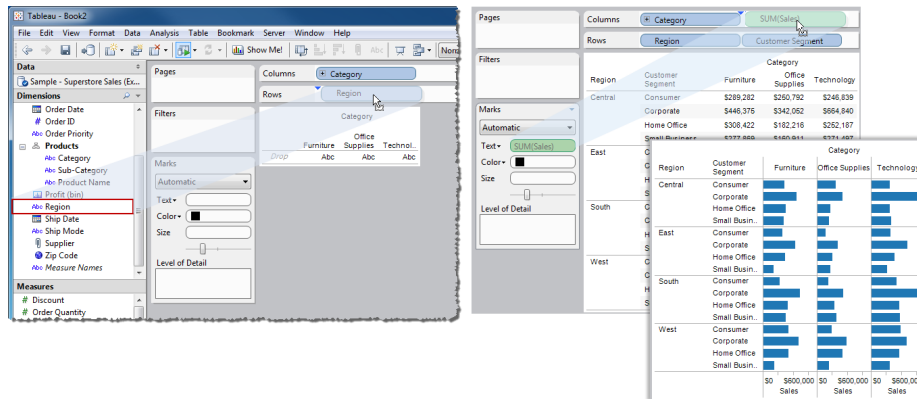 Tableau - Book2
File Edit View Format Data Analysis Table Bookmark Server Window Help
Show Me! Abc
Data
Sample - Superstore Sales (Ex...
Dimensions
Order Date
# Order ID
Abc Order Priority
Products
Abc Category
Abc Sub-Category
Abc Product Name
Profit (bin)
Abc Region
Ship Date
Abc Ship Mode
Supplier
Zip Code
Abc Measure Names
Measures
# Discount
# Order Quantity
Pages
Filters
Marks
Automatic
Text
Color
Size
Level of Detail
Columns Category
Rows Region
Category
Furniture Office Supplies Technol...
Drop Abc Abc Abc
Pages
Filters
Marks
Automatic
Text SUM(Sales)
Color
Size
Level of Detail
Columns Category SUM(Sales)
Rows Region Customer Segment
Category
Region Customer Segment Furniture Office Supplies Technology
Central Consumer $289,282 $260,792 $246,839
Corporate $446,375 $342,052 $664,840
Home Office $308,422 $182,216 $252,187
East
South
West
Category
Region Customer Segment Furniture Office Supplies Technology
Central Consumer
Corporate
Home Office
Small Busin..
East Consumer
Corporate
Home Office
Small Busin..
South Consumer
Corporate
Home Office
Small Busin..
West Consumer
Corporate
Home Office
Small Busin..
$0 $600,000 $0 $600,000 $0 $600,00
Sales Sales Sales